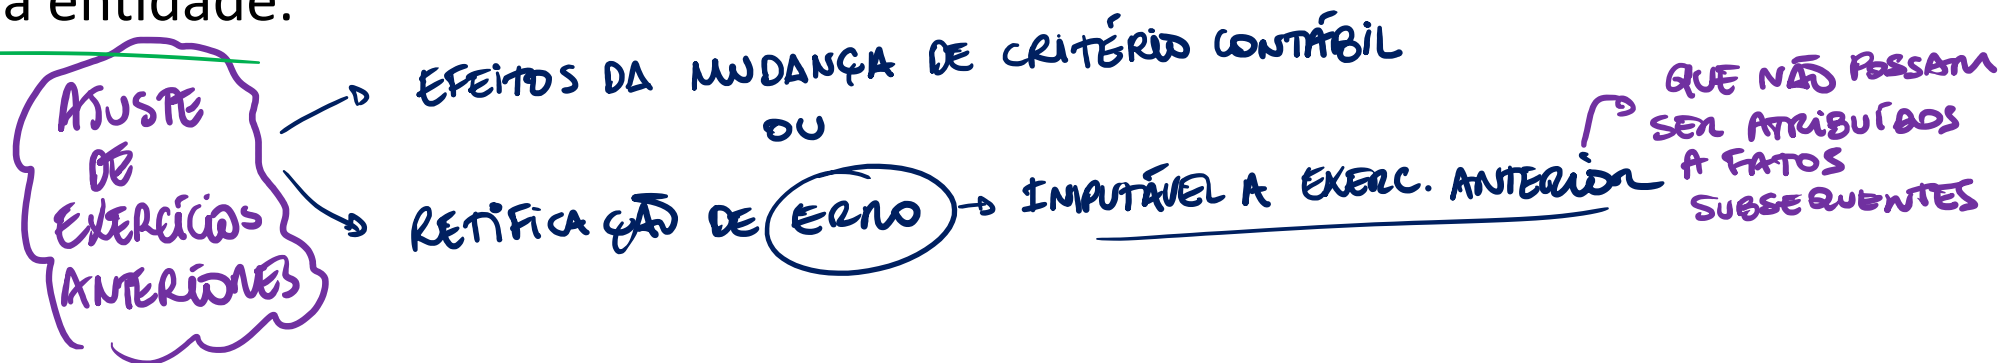 a entidade.
AJUSTE
DE
EXERCÍCIOS
ANTERIORES
EFEITOS DA MUDANÇA DE CRITÉRIO CONTÁBIL
OU
RETIFICAÇÃO DE ERRO → IMPUTÁVEL A EXERC. ANTERIOR
QUE NÃO POSSAM
SER ATRIBUÍDOS
A FATOS
SUBSEQUENTES